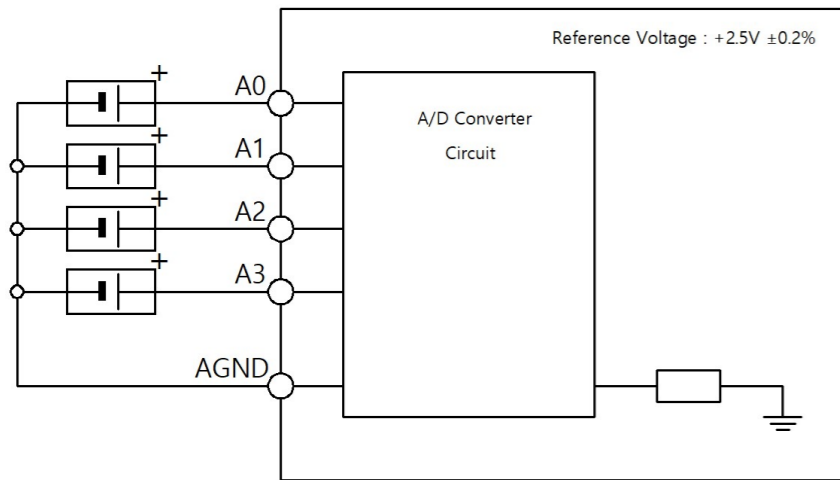 Reference Voltage : +2.5V ±0.2%
+
A0
A/D Converter
Circuit
+
A1
+
A2
+
A3
AGND